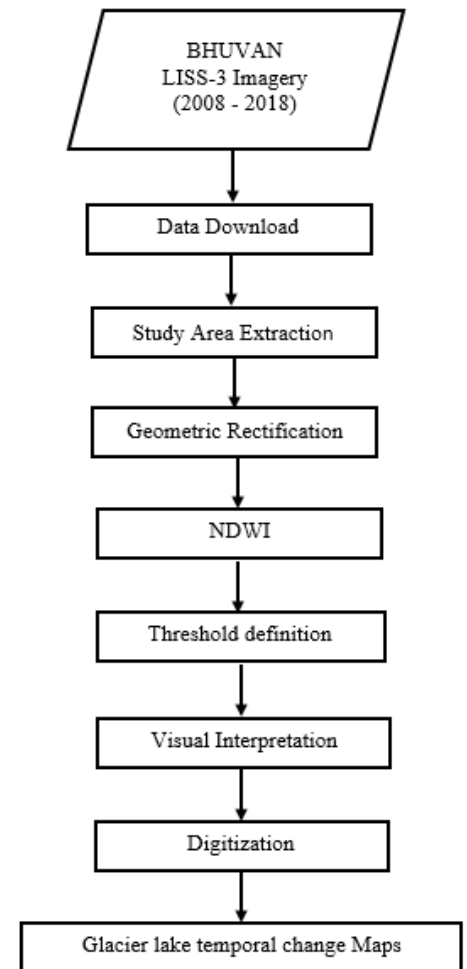 BHUVAN
LISS-3 Imagery
(2008 - 2018)
Data Download
Study Area Extraction
Geometric Rectification
NDWI
Threshold definition
Visual Interpretation
Digitization
Glacier lake temporal change Maps